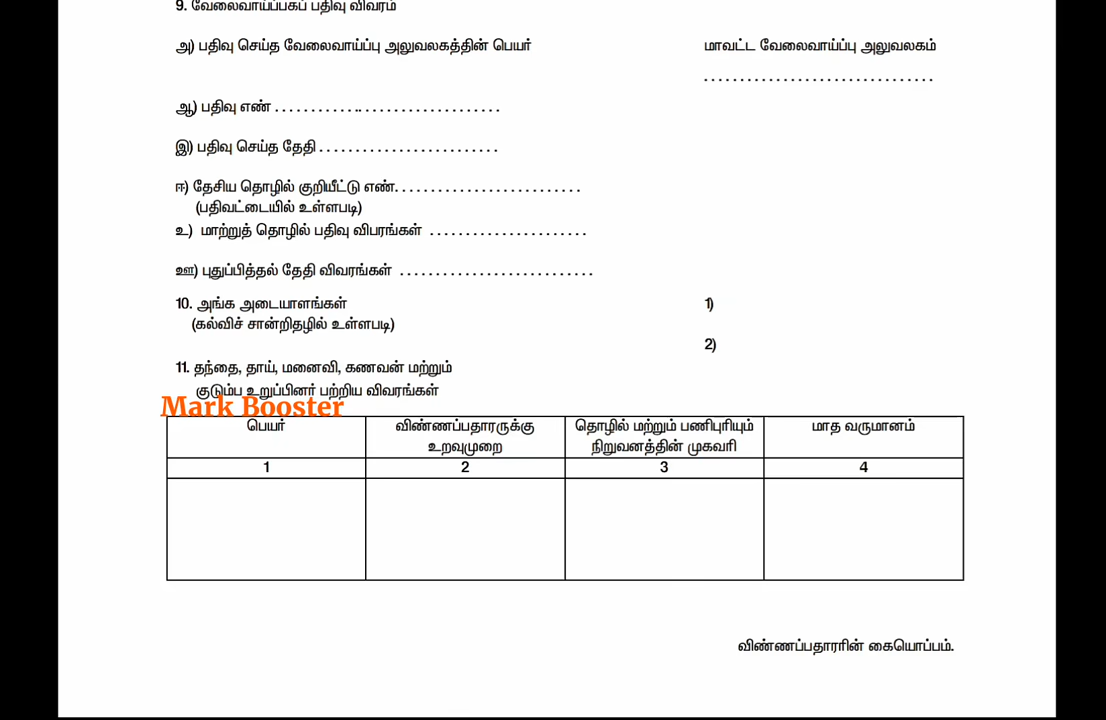 9. வேலைவாய்ப்பகப் பதிவு விவரம்
அ) பதிவு செய்த வேலைவாய்ப்பு அலுவலகத்தின் பெயர் மாவட்ட வேலைவாய்ப்பு அலுவலகம்
................................
ஆ) பதிவு எண் ................................
இ) பதிவு செய்த தேதி .........................
ஈ) தேசிய தொழில் குறியீட்டு எண்..........................
(பதிவட்டையில் உள்ளபடி)
உ) மாற்றுத் தொழில் பதிவு விபரங்கள் ......................
ஊ) புதுப்பித்தல் தேதி விவரங்கள் ...........................
10. அங்க அடையாளங்கள் 1)
(கல்விச் சான்றிதழில் உள்ளபடி)
2)
11. தந்தை, தாய், மனைவி, கணவன் மற்றும்
குடும்ப உறுப்பினர் பற்றிய விவரங்கள்
Mark Booster
பெயர் விண்ணப்பதாரருக்கு தொழில் மற்றும் பணிபுரியும் மாத வருமானம்
உறவுமுறை நிறுவனத்தின் முகவரி
1 2 3 4
விண்ணப்பதாரரின் கையொப்பம்.